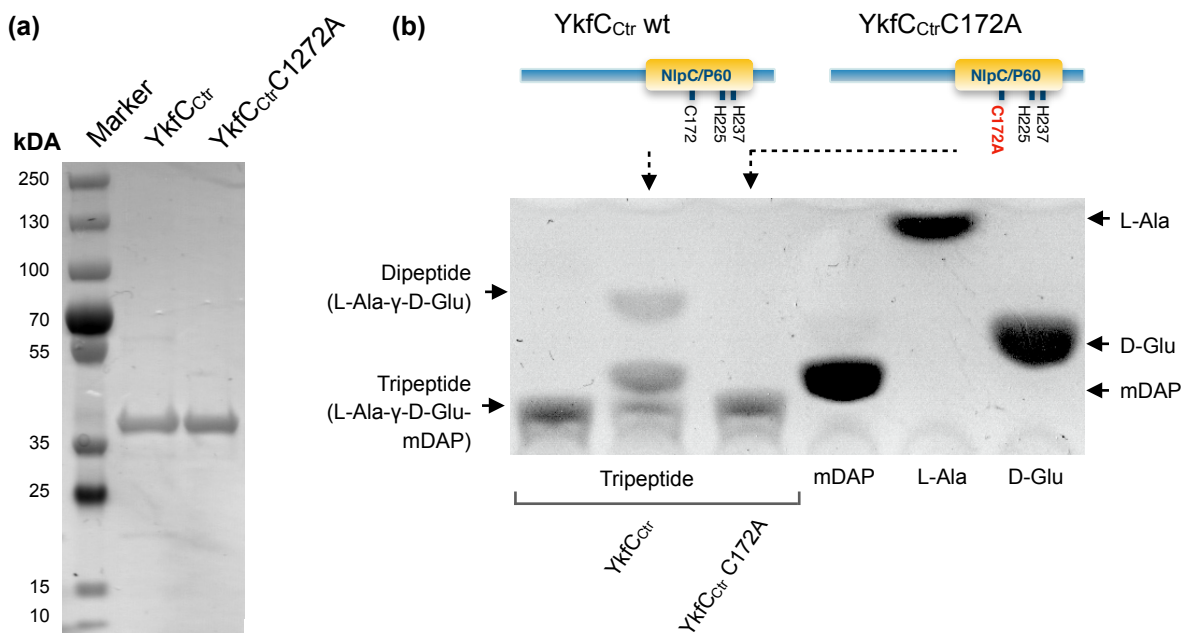 (a)
kDA
Marker
YkfCCtr
YkfCCtrC1272A
250
130
100
70
55
35
25
15
10
(b)
YkfCCtr wt
YkfCCtrC172A
NlpC/P60
C172
H225
H237
NlpC/P60
C172A
H225
H237
Dipeptide
(L-Ala-γ-D-Glu)
Tripeptide
(L-Ala-γ-D-Glu-
mDAP)
L-Ala
D-Glu
mDAP
Tripeptide
mDAP
L-Ala
D-Glu
YkfCCtr
YkfCCtr C172A